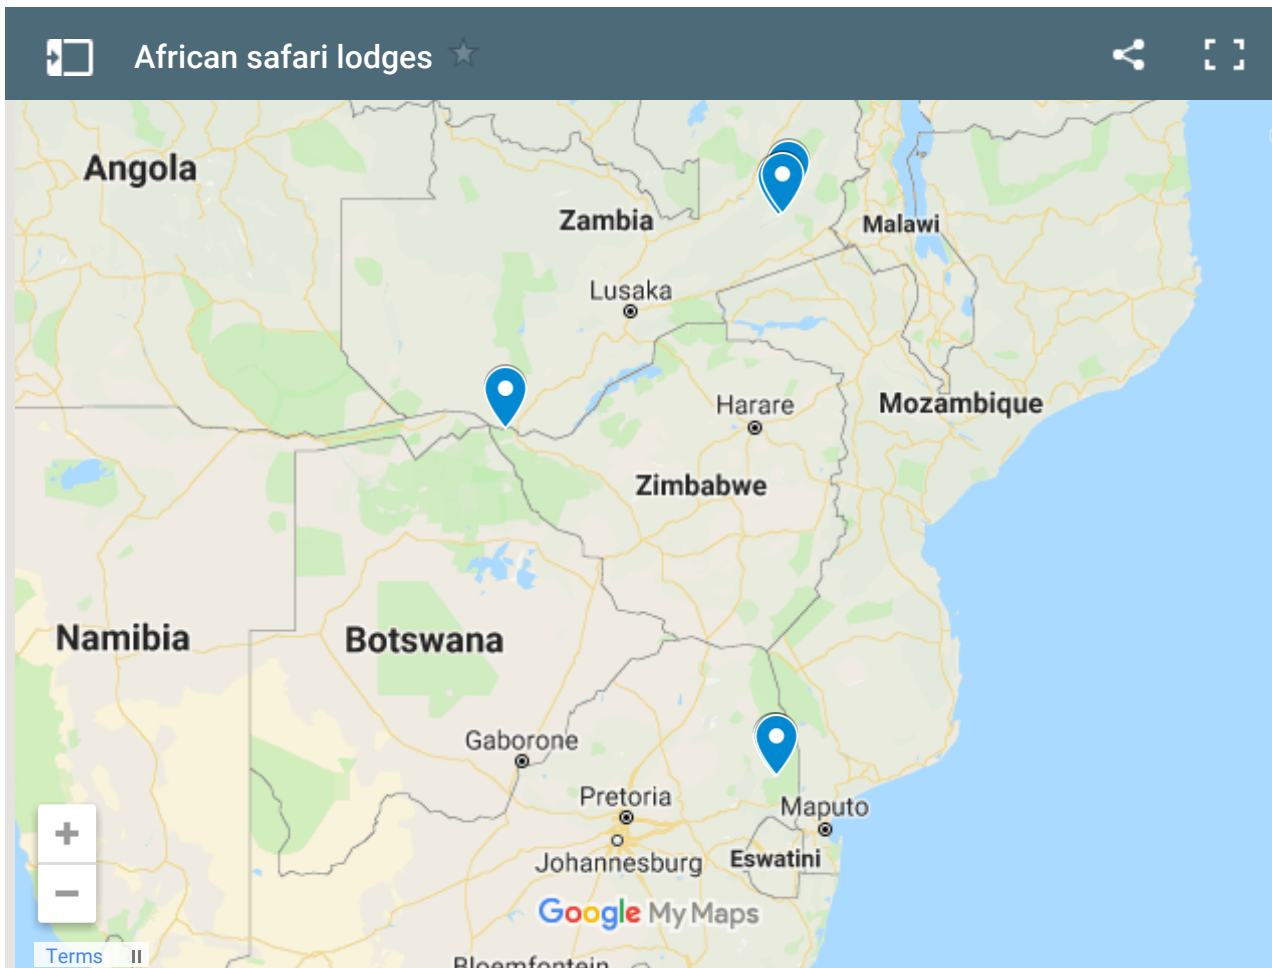 African safari lodges
Angola
Zambia
Malawi
Lusaka
Harare
Mozambique
Zimbabwe
Namibia
Botswana
Gaborone
Pretoria
Maputo
Johannesburg
Eswatini
Google My Maps
Terms
Bloemfontein